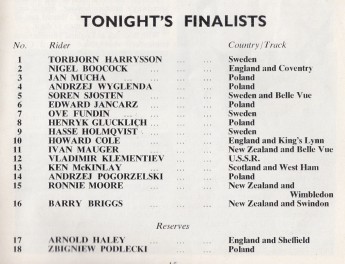 TONIGHT'S FINALISTS
No. Rider Country/Track
1 TORBJORN HARRYSSON ... ... Sweden
2 NIGEL BOOCOCK ... ... ... England and Coventry
3 JAN MUCHA ... ... ... Poland
4 ANDRZEJ WYGLENDA ... ... Poland
5 SOREN SJOSTEN ... ... ... Sweden and Belle Vue
6 EDWARD JANCARZ ... ... Poland
7 OVE FUNDIN ... ... ... Sweden
8 HENRYK GLUCKLICH ... ... Poland
9 HASSE HOLMQVIST ... ... Sweden
10 HOWARD COLE ... ... ... England and King's Lynn
11 IVAN MAUGER ... ... ... New Zealand and Belle Vue
12 VLADIMIR KLEMENTIEV ... ... U.S.S.R.
13 KEN McKINLAY ... ... ... Scotland and West Ham
14 ANDRZEJ POGORZELSKI ... ... Poland
15 RONNIE MOORE ... ... ... New Zealand and
Wimbledon
16 BARRY BRIGGS ... ... ... New Zealand and Swindon
Reserves
17 ARNOLD HALEY ... ... ... England and Sheffield
18 ZBIGNIEW PODLECKI ... ... Poland